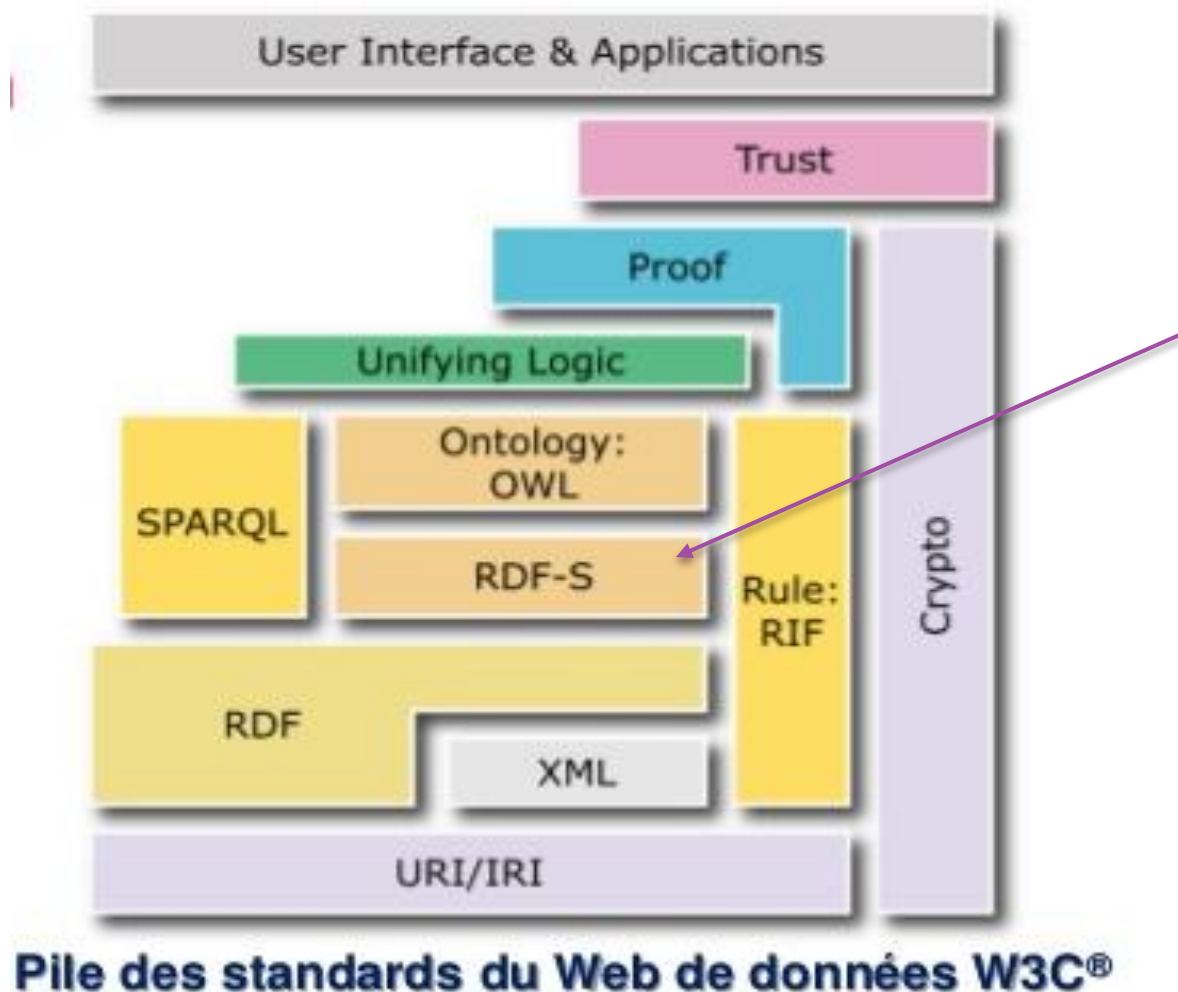 User Interface & Applications
Trust
Proof
Unifying Logic
Ontology:
OWL
SPARQL
RDF-S
Rule:
RIF
Crypto
RDF
XML
URI/IRI
Pile des standards du Web de données W3C®